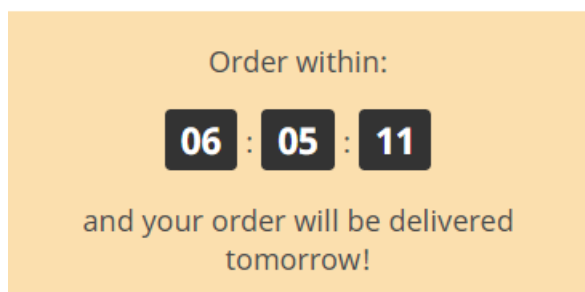 Order within:
06 : 05 : 11
and your order will be delivered
tomorrow!